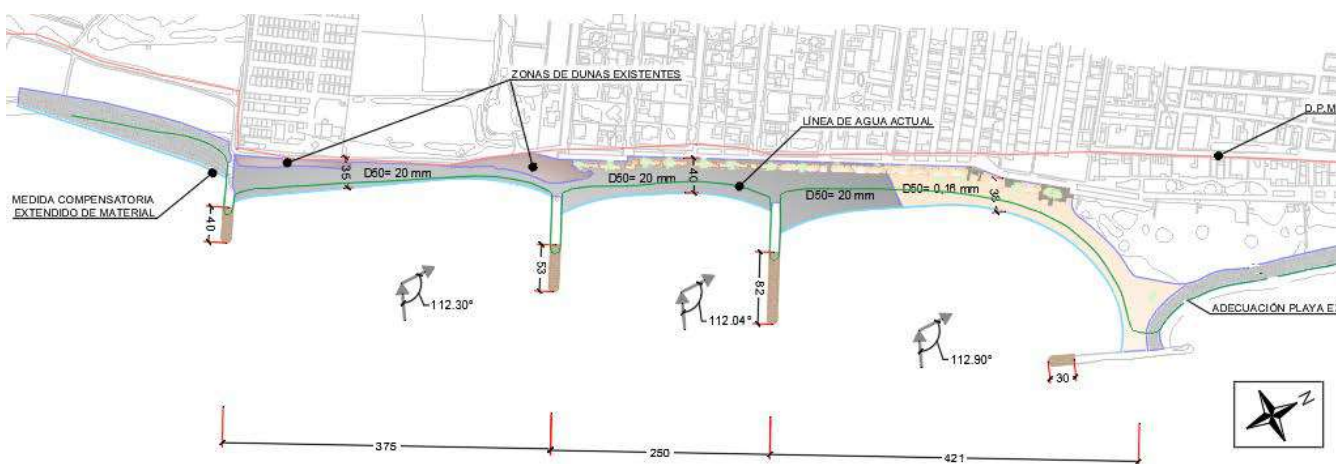 ZONAS DE DUNAS EXISTENTES
LÍNEA DE AGUA ACTUAL
D.P.M
MEDIDA COMPENSATORIA
EXTENDIDO DE MATERIAL
D50= 20 mm
35
D50= 20 mm
40
D50= 20 mm
D50= 0,16 mm
40
53
82
112.30°
112.04°
112.90°
30
ADECUACIÓN PLAYA E
375
250
421
N